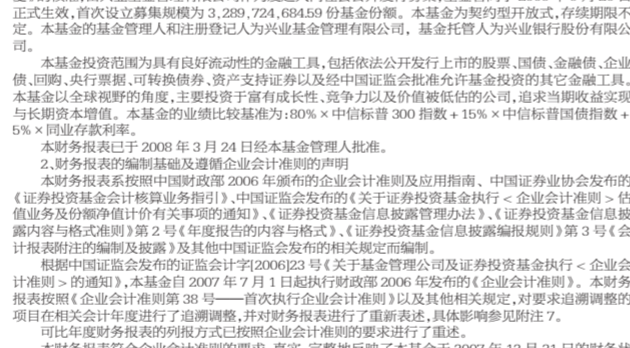 正式生效，首次设立募集规模为 3,289,724,684.59 份基金份额。本基金为契约型开放式，存续期限不
定。本基金的基金管理人和注册登记人为兴业基金管理有限公司，基金托管人为兴业银行股份有限公
司。
本基金投资范围为具有良好流动性的金融工具，包括依法公开发行上市的股票、国债、金融债、企业
债、回购、央行票据、可转换债券、资产支持证券以及经中国证监会批准允许基金投资的其它金融工具。
本基金以全球视野的角度，主要投资于富有成长性、竞争力以及价值被低估的公司，追求当期收益实现
与长期资本增值。本基金的业绩比较基准为：80%×中信标普 300 指数＋15%×中信标普国债指数＋
5%×同业存款利率。
本财务报表已于 2008 年 3 月 24 日经本基金管理人批准。
2、财务报表的编制基础及遵循企业会计准则的声明
本财务报表系按照中国财政部 2006 年颁布的企业会计准则及应用指南、中国证券业协会发布的
《证券投资基金会计核算业务指引》、中国证监会发布的《关于证券投资基金执行＜企业会计准则＞估
值业务及份额净值计价有关事项的通知》、《证券投资基金信息披露管理办法》、《证券投资基金信息披
露内容与格式准则》第 2 号《年度报告的内容与格式》、《证券投资基金信息披露编报规则》第 3 号《会
计报表附注的编制及披露》及其他中国证监会发布的相关规定而编制。
根据中国证监会发布的证监会计字[2006]23 号《关于基金管理公司及证券投资基金执行＜企业会
计准则＞的通知》，本基金自 2007 年 7 月 1 日起执行财政部 2006 年发布的《企业会计准则》。本财务
报表按照《企业会计准则第 38 号——首次执行企业会计准则》以及其他相关规定，对要求追溯调整的
项目在相关会计年度进行了追溯调整，并对财务报表进行了重新表述，具体影响参见附注 7。
可比年度财务报表的列报方式已按照企业会计准则的要求进行了重述。